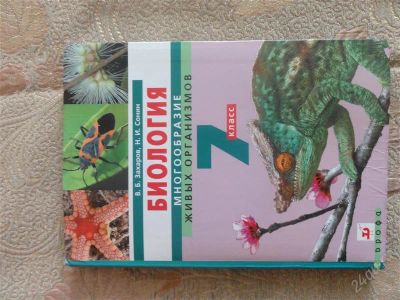 В. Б. Захаров, Н. И. Сонин
БИОЛОГИЯ
МНОГООБРАЗИЕ
ЖИВЫХ ОРГАНИЗМОВ
7
класс
дрофа